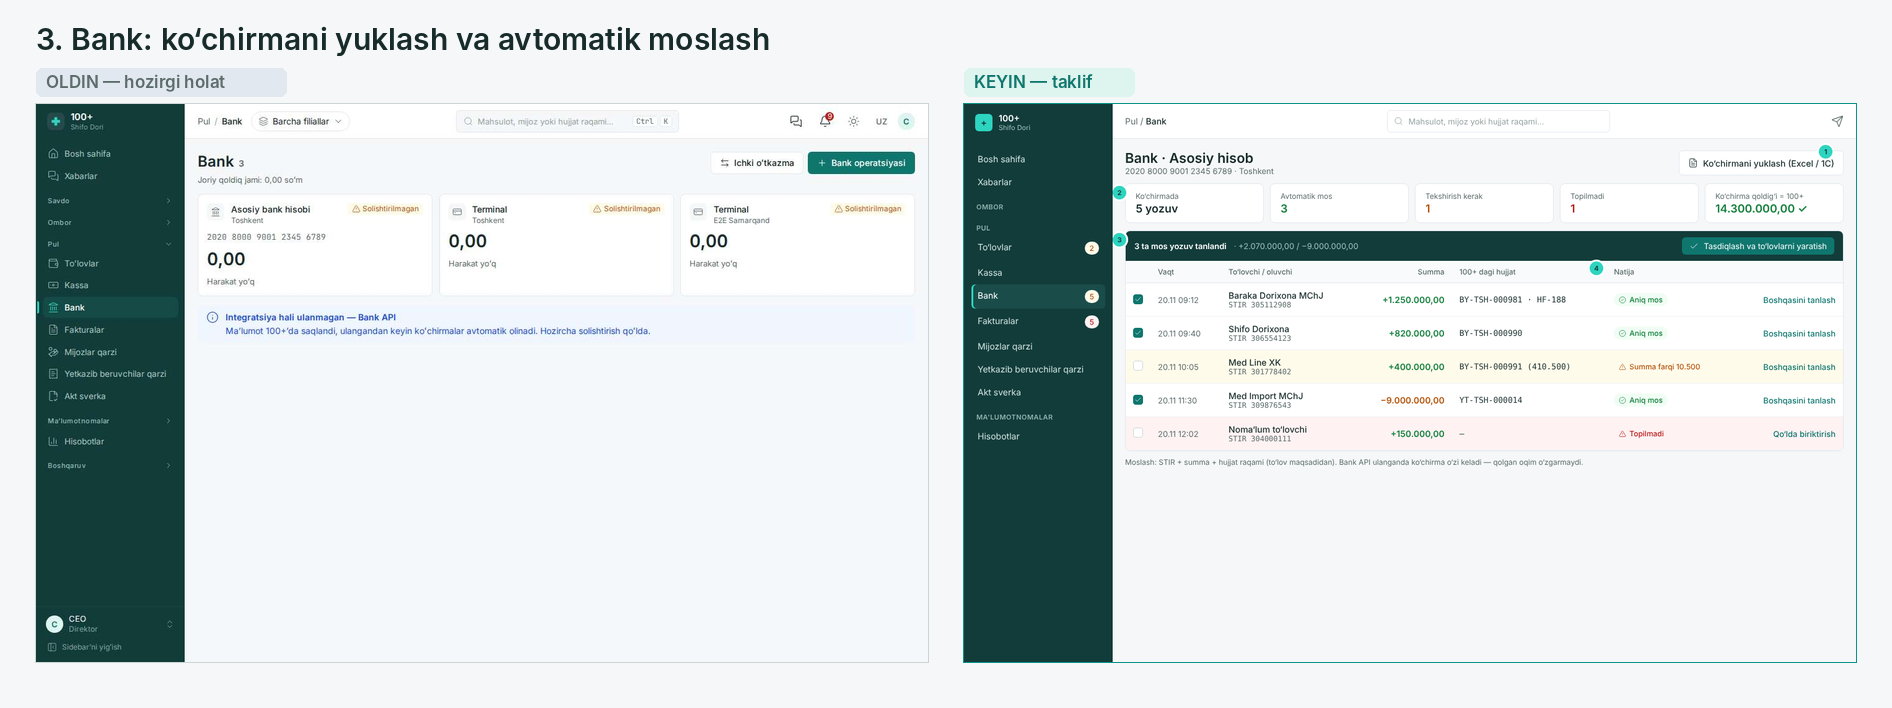 3. Bank: ko‘chirmani yuklash va avtomatik moslash
OLDIN — hozirgi holat
100+
Shifo Dori
Bosh sahifa
Xabarlar
Savdo
Ombor
Pul
To‘lovlar
Kassa
Bank
Fakturalar
Mijozlar qarzi
Yetkazib beruvchilar qarzi
Akt sverka
Ma’lumotnomalar
Hisobotlar
Boshqaruv
C
CEO
Direktor
Sidebar’ni yig‘ish
Pul / Bank
Barcha filiallar
Mahsulot, mijoz yoki hujjat raqami...
Ctrl K
9
UZ
C
Bank 3
Joriy qoldiq jami: 0,00 so‘m
Ichki o‘tkazma
+ Bank operatsiyasi
Asosiy bank hisobi
Toshkent
Solishtirilmagan
2020 8000 9001 2345 6789
0,00
Harakat yo‘q
Terminal
Toshkent
Solishtirilmagan
0,00
Harakat yo‘q
Terminal
E2E Samarqand
Solishtirilmagan
0,00
Harakat yo‘q
Integratsiya hali ulanmagan — Bank API
Ma’lumot 100+’da saqlandi, ulangandan keyin ko‘chirmalar avtomatik olinadi. Hozircha solishtirish qo‘lda.
KEYIN — taklif
100+
Shifo Dori
Bosh sahifa
Xabarlar
OMBOR
PUL
To‘lovlar 2
Kassa
Bank 5
Fakturalar 5
Mijozlar qarzi
Yetkazib beruvchilar qarzi
Akt sverka
MA’LUMOTNOMALAR
Hisobotlar
Pul / Bank
Mahsulot, mijoz yoki hujjat raqami...
Bank · Asosiy hisob
2020 8000 9001 2345 6789 · Toshkent
1
Ko‘chirmani yuklash (Excel / 1C)
2
Ko‘chirmada
5 yozuv
Avtomatik mos
3
Tekshirish kerak
1
Topilmadi
1
Ko‘chirma qoldig‘i = 100+
14.300.000,00 ✓
3
3 ta mos yozuv tanlandi · +2.070.000,00 / −9.000.000,00
Tasdiqlash va to‘lovlarni yaratish
4
Vaqt To‘lovchi / oluvchi Summa 100+ dagi hujjat Natija
20.11 09:12 Baraka Dorixona MChJ +1.250.000,00 BY-TSH-000981 · HF-188 Aniq mos Boshqasini tanlash
STIR 305112908
20.11 09:40 Shifo Dorixona +820.000,00 BY-TSH-000990 Aniq mos Boshqasini tanlash
STIR 306554123
20.11 10:05 Med Line XK +400.000,00 BY-TSH-000991 (410.500) Summa farqi 10.500 Boshqasini tanlash
STIR 301778402
20.11 11:30 Med Import MChJ −9.000.000,00 YT-TSH-000014 Aniq mos Boshqasini tanlash
STIR 309876543
20.11 12:02 Noma’lum to‘lovchi +150.000,00 — Topilmadi Qo‘lda biriktirish
STIR 304000111
Moslash: STIR + summa + hujjat raqami (to‘lov maqsadidan). Bank API ulanganda ko‘chirma o‘zi keladi — qolgan oqim o‘zgarmaydi.